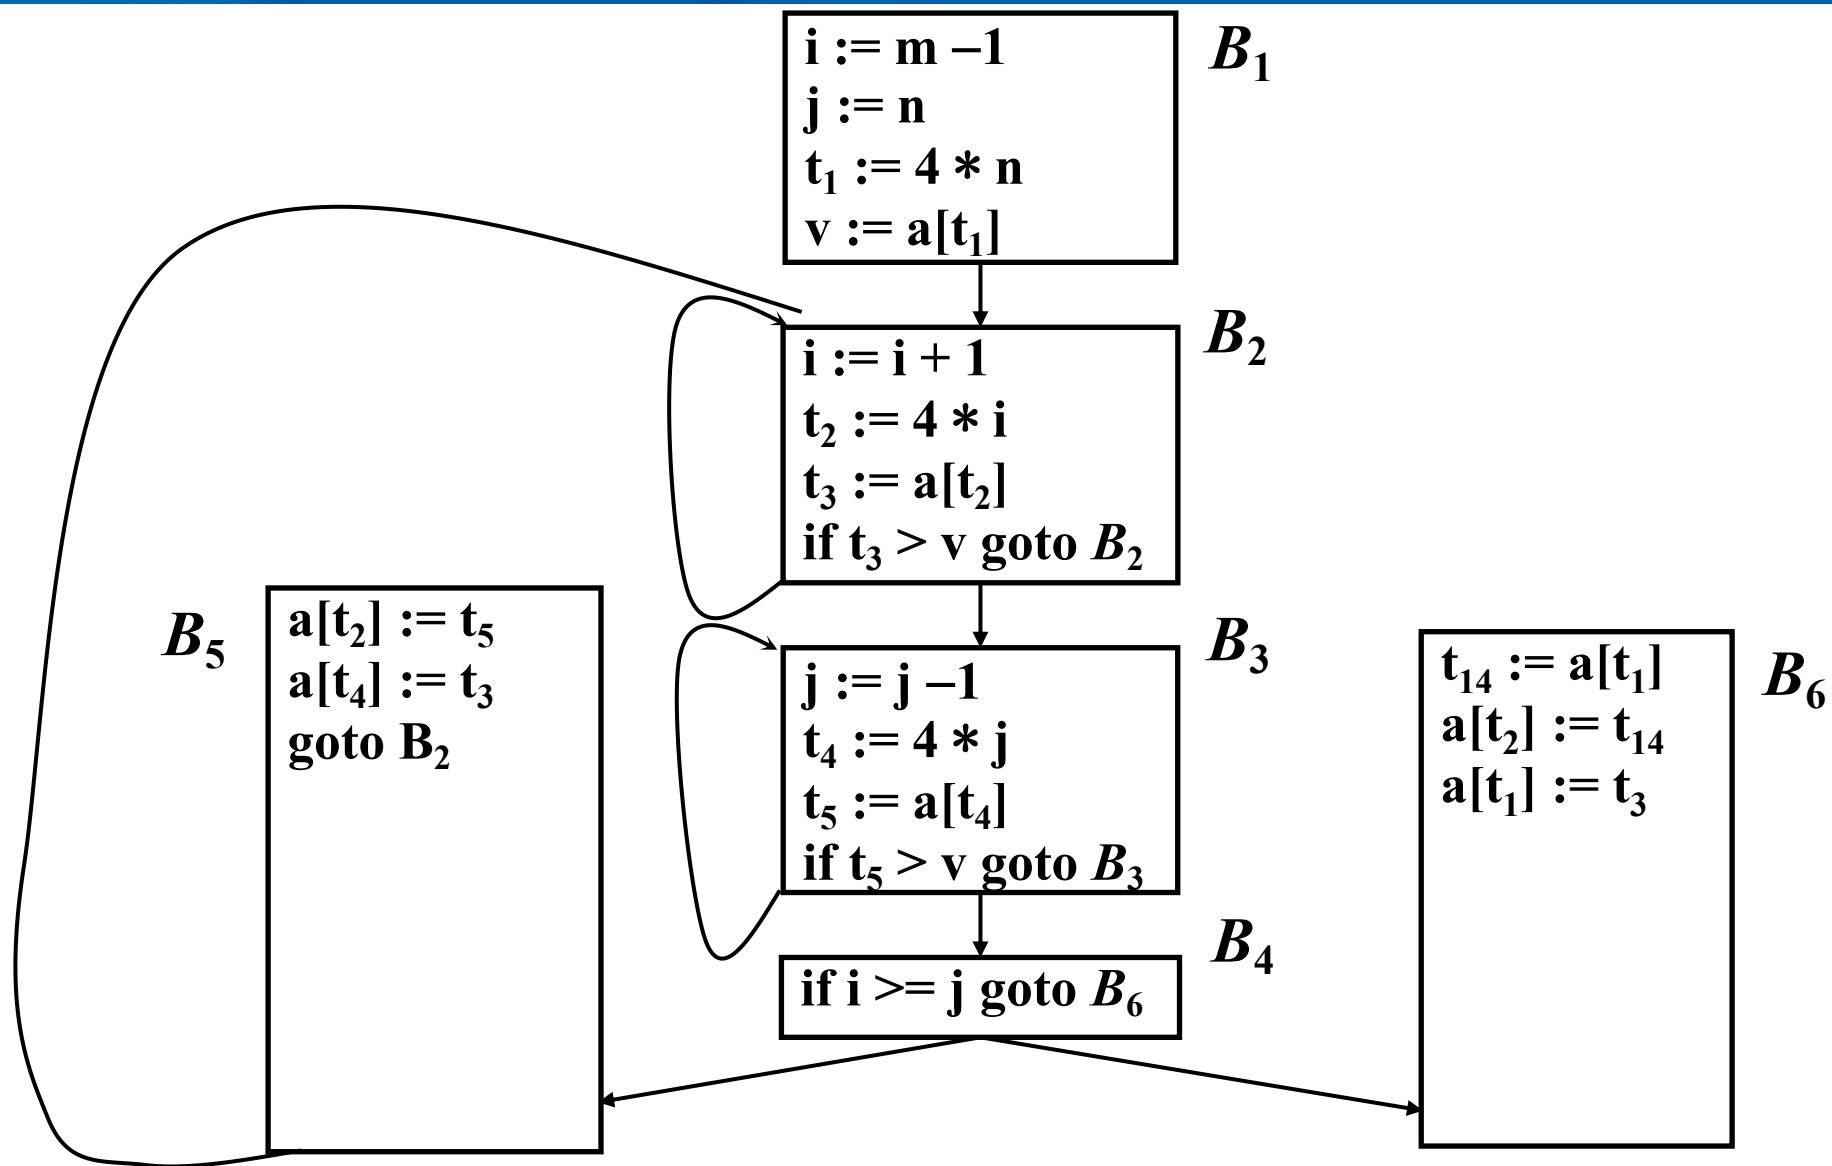 i := m –1
j := n
t₁ := 4 * n
v := a[t₁]
B₁
i := i + 1
t₂ := 4 * i
t₃ := a[t₂]
if t₃ > v goto B₂
B₂
j := j –1
t₄ := 4 * j
t₅ := a[t₄]
if t₅ > v goto B₃
B₃
if i >= j goto B₆
B₄
B₅
a[t₂] := t₅
a[t₄] := t₃
goto B₂
t₁₄ := a[t₁]
a[t₂] := t₁₄
a[t₁] := t₃
B₆